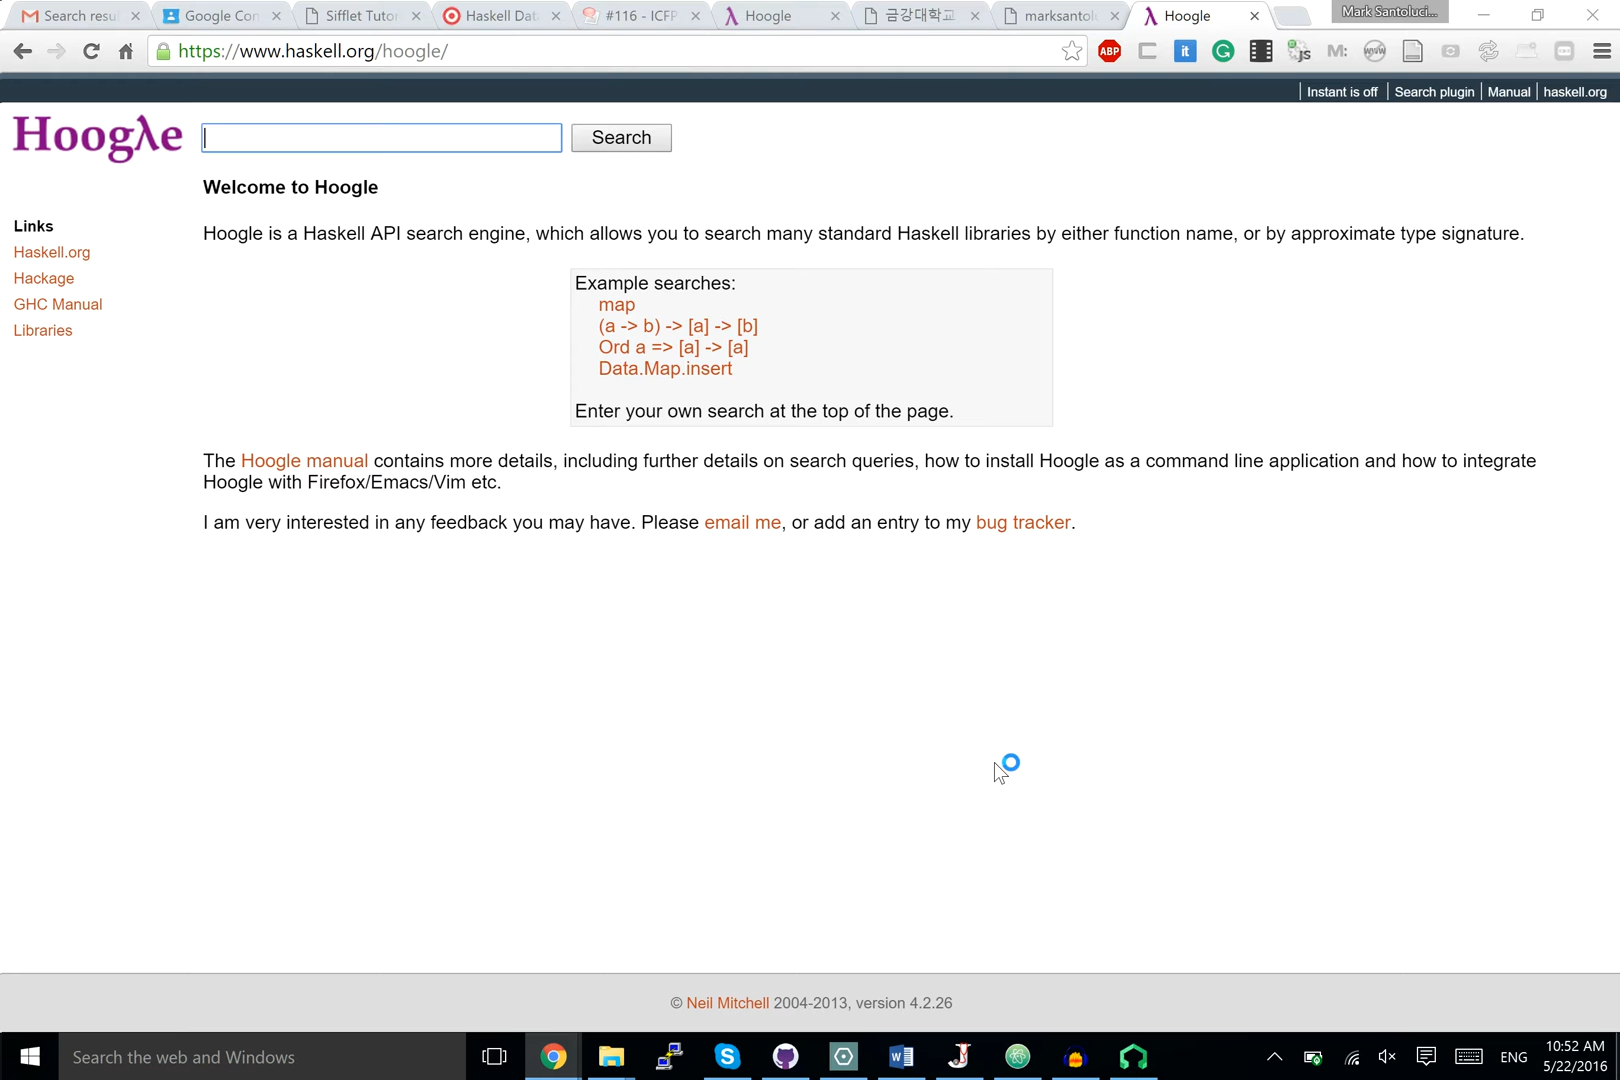 Search resu
Google Con
Sifflet Tutor
Haskell Dat
#116 - ICFP
Hoogle
금강대학교
marksantolu
Hoogle
Mark Santoluci...
https://www.haskell.org/hoogle/
ABP
it
js
M:
www
Instant is off
Search plugin
Manual
haskell.org
Hoogλe
Search
Welcome to Hoogle
Links
Haskell.org
Hackage
GHC Manual
Libraries
Hoogle is a Haskell API search engine, which allows you to search many standard Haskell libraries by either function name, or by approximate type signature.
Example searches:
map
(a -> b) -> [a] -> [b]
Ord a => [a] -> [a]
Data.Map.insert
Enter your own search at the top of the page.
The Hoogle manual contains more details, including further details on search queries, how to install Hoogle as a command line application and how to integrate
Hoogle with Firefox/Emacs/Vim etc.
I am very interested in any feedback you may have. Please email me, or add an entry to my bug tracker.
© Neil Mitchell 2004-2013, version 4.2.26
Search the web and Windows
ENG
10:52 AM
5/22/2016